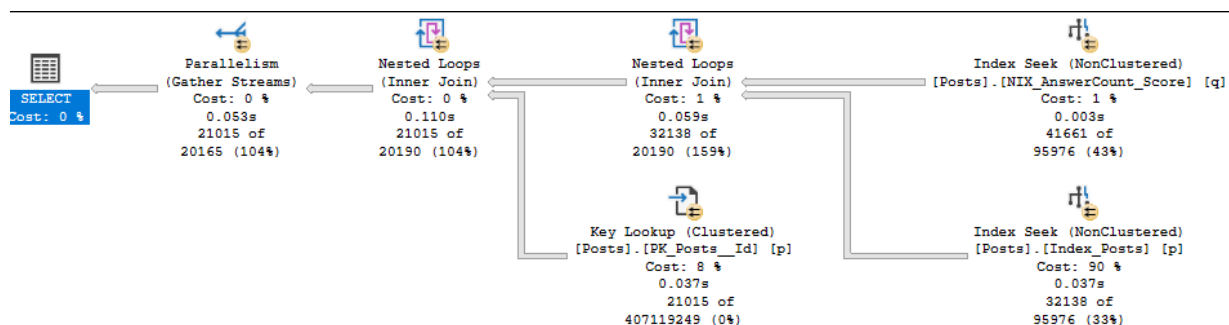 SELECT
Cost: 0 %
Parallelism
(Gather Streams)
Cost: 0 %
0.053s
21015 of
20165 (104%)
Nested Loops
(Inner Join)
Cost: 0 %
0.110s
21015 of
20190 (104%)
Nested Loops
(Inner Join)
Cost: 1 %
0.059s
32138 of
20190 (159%)
Index Seek (NonClustered)
[Posts].[NIX_AnswerCount_Score] [q]
Cost: 1 %
0.003s
41661 of
95976 (43%)
Key Lookup (Clustered)
[Posts].[PK_Posts__Id] [p]
Cost: 8 %
0.037s
21015 of
407119249 (0%)
Index Seek (NonClustered)
[Posts].[Index_Posts] [p]
Cost: 90 %
0.037s
32138 of
95976 (33%)